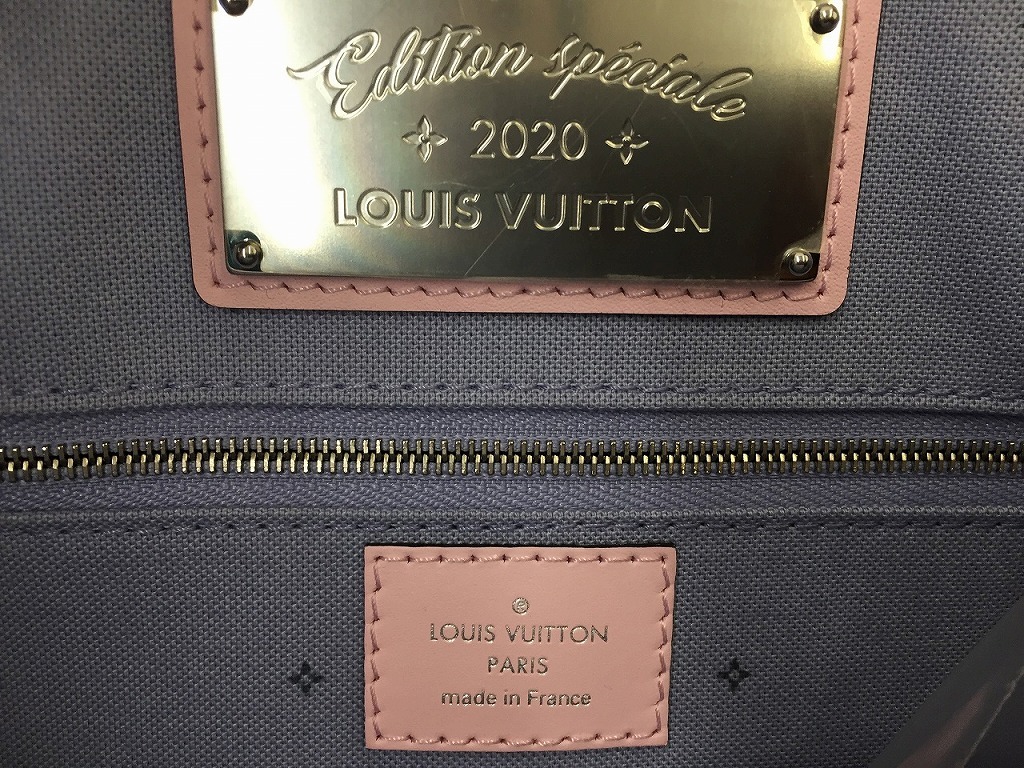 Edition spéciale
2020
LOUIS VUITTON
©
LOUIS VUITTON
PARIS
made in France